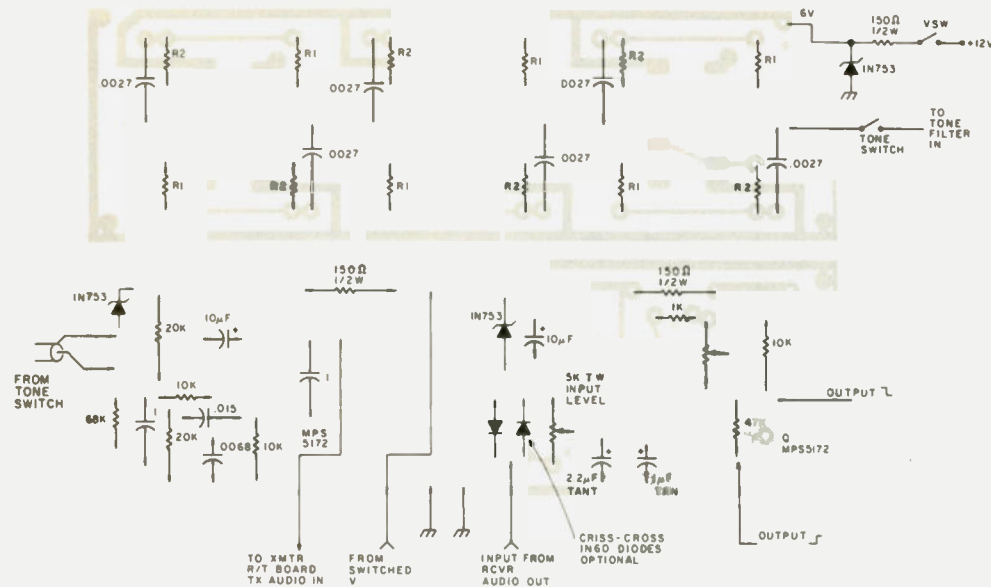 6V
150Ω
1/2W
VSW
+12V
R2
R1
R2
R1
R2
R1
1N753
.0027
.0027
.0027
TO
TONE
FILTER
IN
TONE
SWITCH
.0027
.0027
.0027
R1
R2
R1
R2
R1
R2
150Ω
1/2W
150Ω
1/2W
1N753
10µF
+
20K
1N753
+
10µF
1K
10K
FROM
TONE
SWITCH
10K
.1
5K TW
INPUT
LEVEL
OUTPUT
68K
.1
.015
20K
.0068
10K
MPS
5172
47K
Q
MPS5172
+
2.2µF
TANT
+
TO XMTR
R/T BOARD
TX AUDIO IN
FROM
SWITCHED
V
INPUT FROM
RCVR
AUDIO OUT
CRISS-CROSS
IN60 DIODES
OPTIONAL
OUTPUT